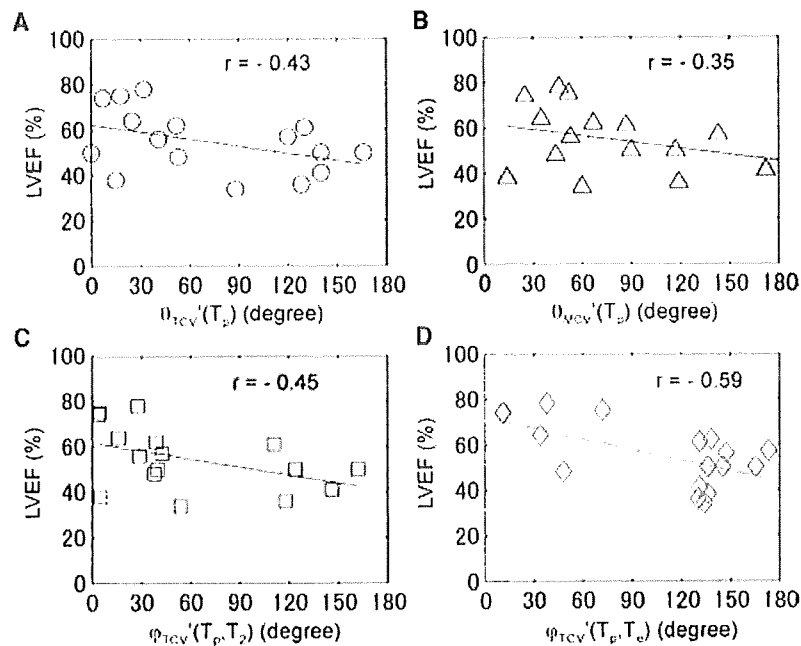 A
100
80
60
40
20
0
LVEF (%)
r = - 0.43
0 30 60 90 120 150 180
θTCV'(Tp) (degree)
B
100
80
60
40
20
0
LVEF (%)
r = - 0.35
0 30 60 90 120 150 180
θMCV'(Tp) (degree)
C
100
80
60
40
20
0
LVEF (%)
r = - 0.45
0 30 60 90 120 150 180
φTCV'(Tp,T2) (degree)
D
100
80
60
40
20
0
LVEF (%)
r = - 0.59
0 30 60 90 120 150 180
φTCV'(Tp,Te) (degree)